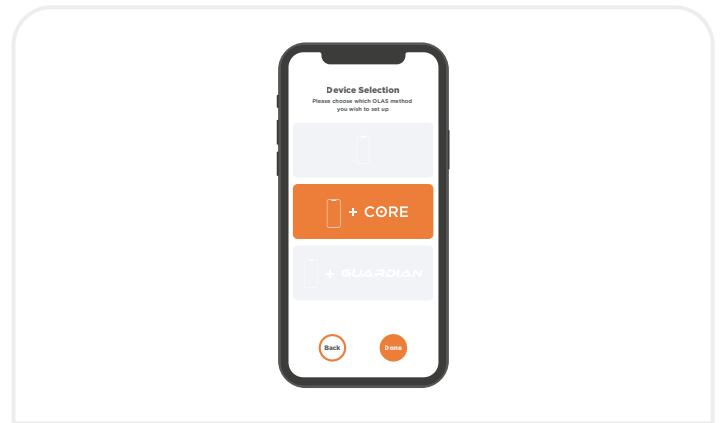 Device Selection
Please choose which OLAS method
you wish to set up
+ CORE
+ GUARDIAN
Back
Done